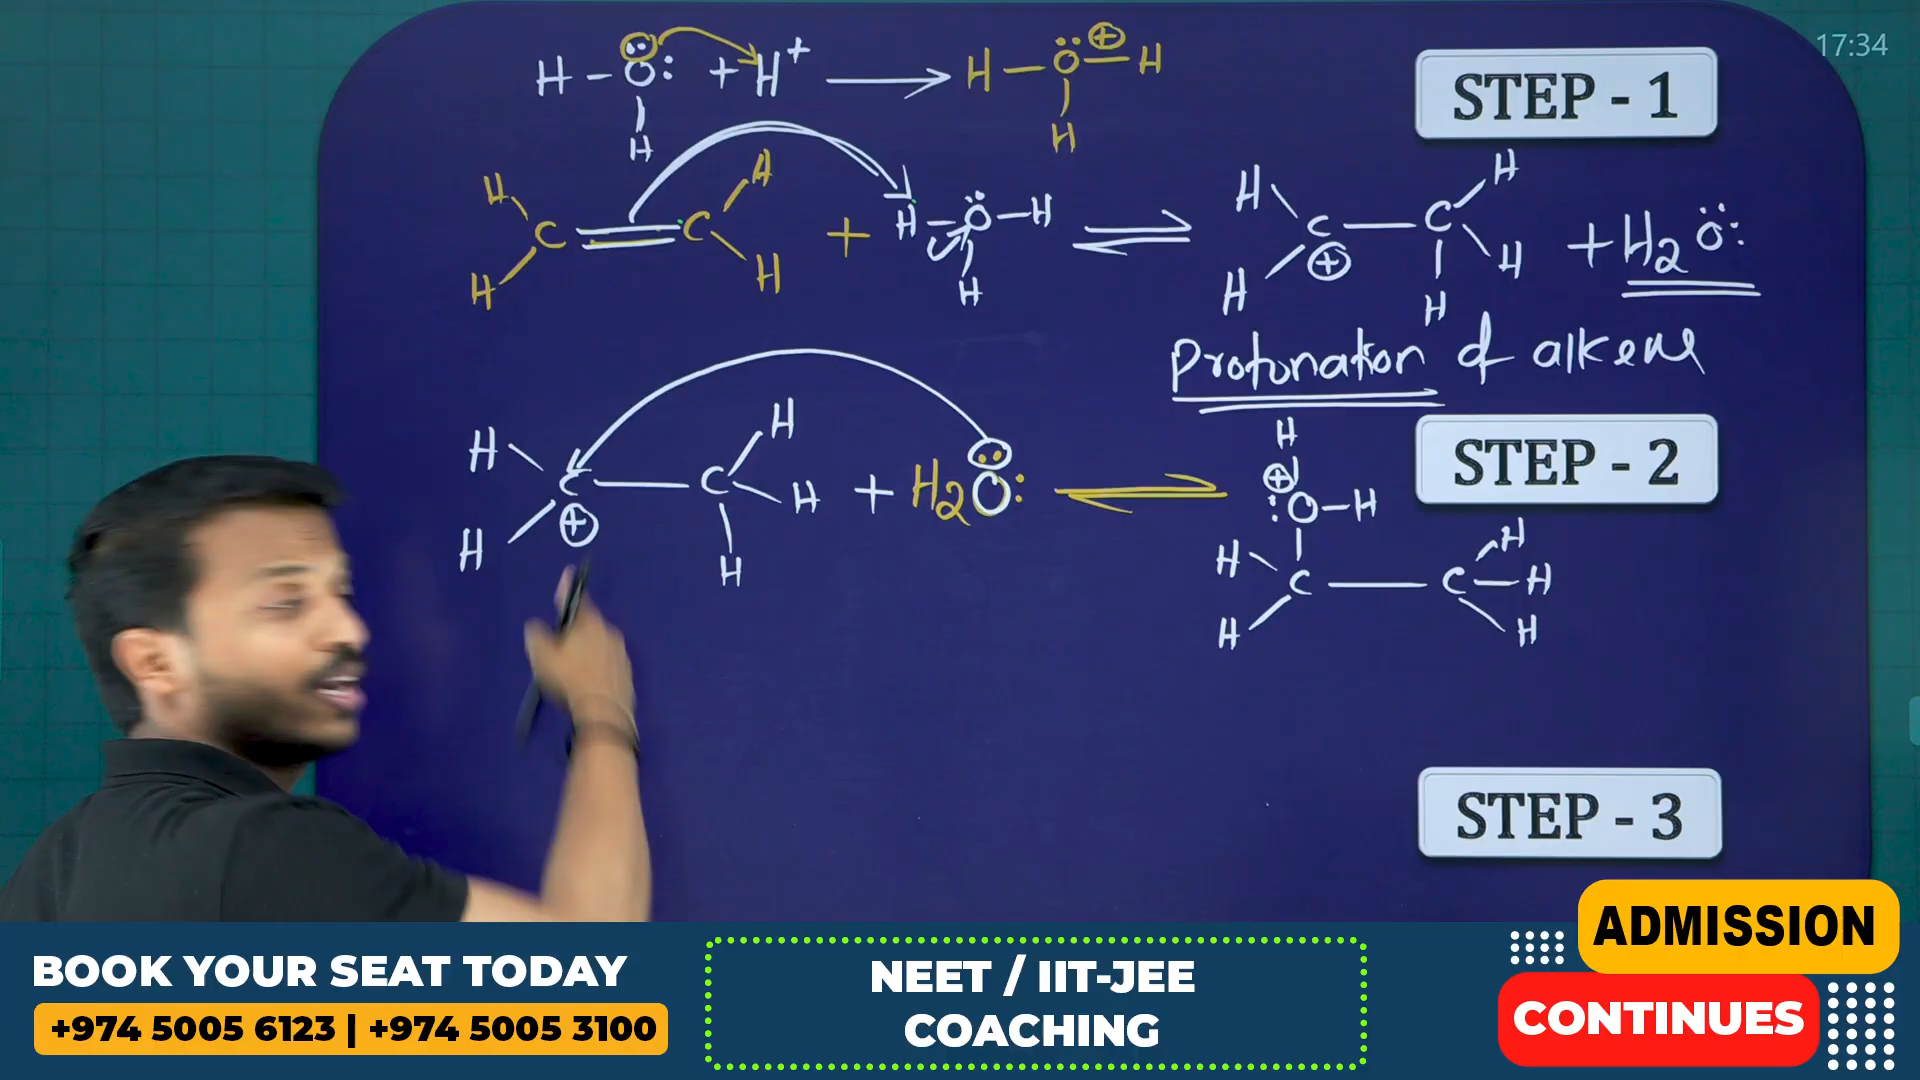 17:34
STEP - 1
H - Ö: + H⁺ ⟶ H - Ö⊕ - H
H H
H H
C = C + H - Ö - H ⇌ C - C + H₂Ö:
H H H ⊕ H H
H H
Protonation of alkene
STEP - 2
H H H
⊕
C - C - H + H₂Ö: ⇌ :O - H
H ⊕ H
H H
C - C - H
H H
STEP - 3
BOOK YOUR SEAT TODAY
+974 5005 6123 | +974 5005 3100
NEET / IIT-JEE
COACHING
ADMISSION
CONTINUES